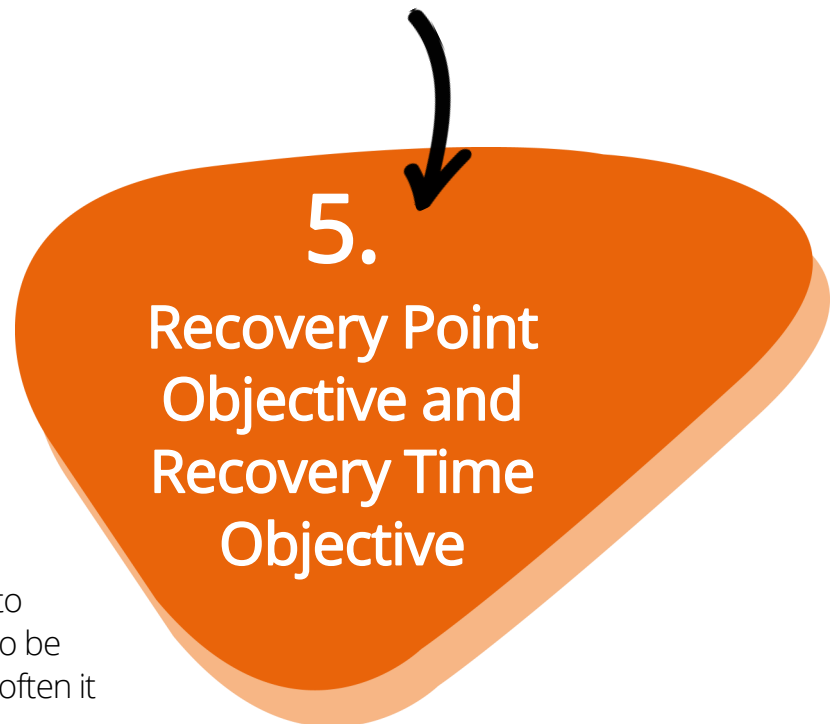 5.
Recovery Point
Objective and
Recovery Time
Objective
to
o be
often it